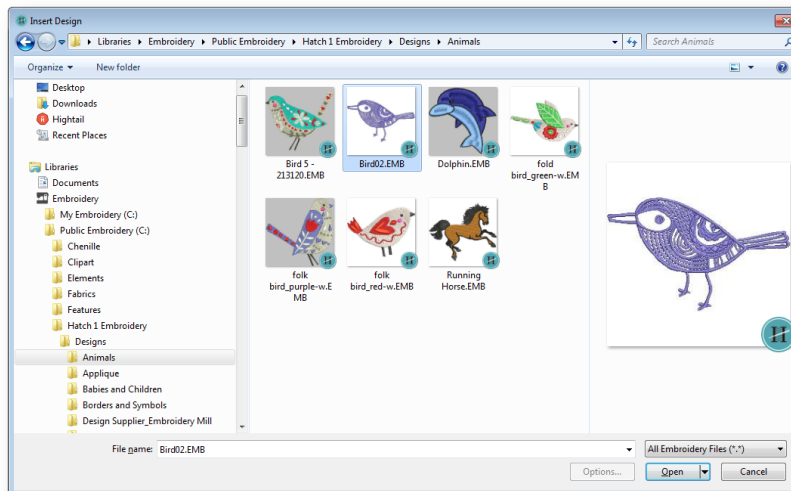 Insert Design
Libraries Embroidery Public Embroidery Hatch 1 Embroidery Designs Animals
Search Animals
Organize New folder
Desktop
Downloads
Hightail
Recent Places
Libraries
Documents
Embroidery
My Embroidery (C:)
Public Embroidery (C:)
Chenille
Clipart
Elements
Fabrics
Features
Hatch 1 Embroidery
Designs
Animals
Applique
Babies and Children
Borders and Symbols
Design Supplier_Embroidery Mill
Bird 5 -
213120.EMB
Bird02.EMB
Dolphin.EMB
fold
bird_green-w.EM
B
folk
bird_purple-w.E
MB
folk
bird_red-w.EMB
Running
Horse.EMB
H
File name: Bird02.EMB
All Embroidery Files (*.*)
Options...
Open
Cancel